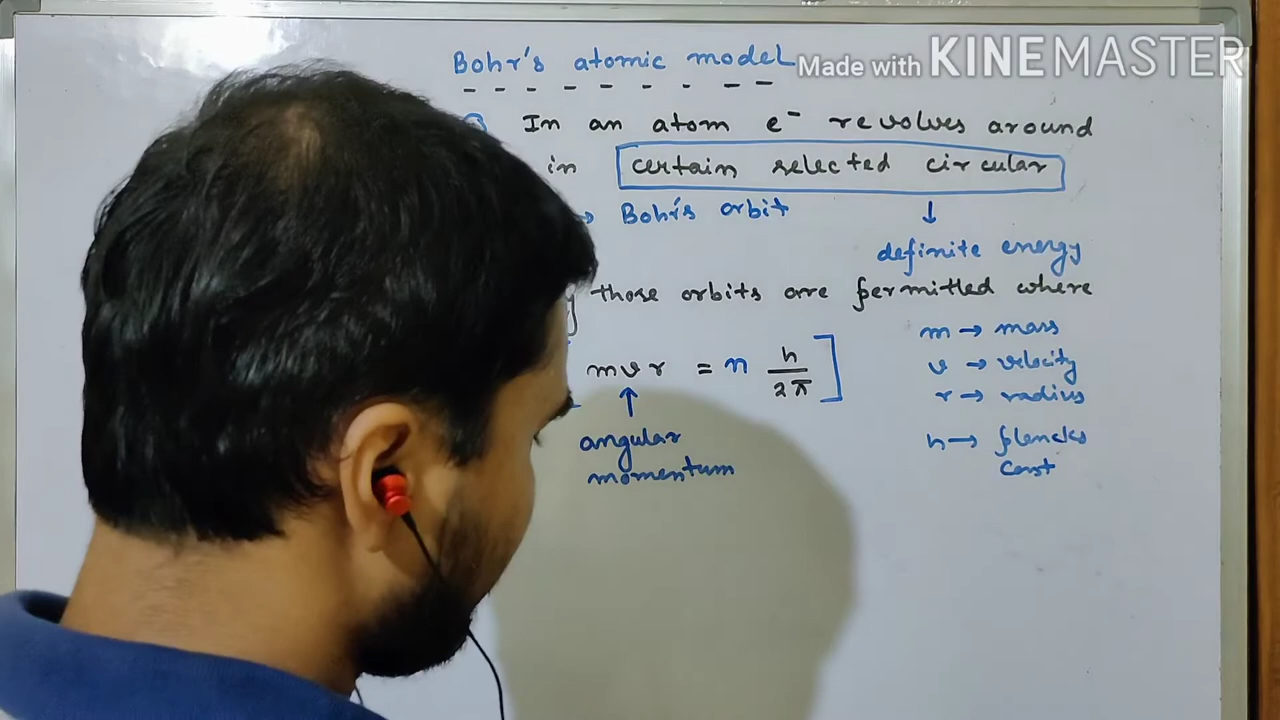 Bohr's atomic model
Made with KINEMASTER
In an atom e⁻ revolves around
in certain selected circular
→ Bohr's orbit ↓
definite energy
those orbits are permitted where
m → mass
mvr = n h/2π ]
v → velocity
r → radius
↑
angular
momentum
h → plancks
const